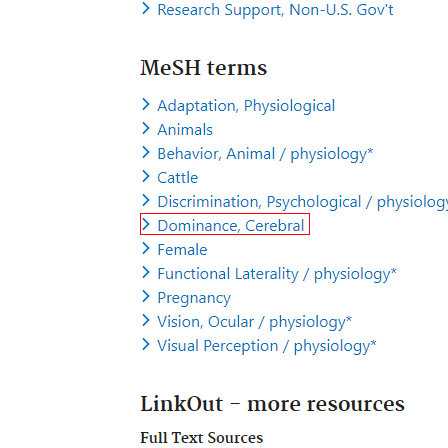 Research Support, Non-U.S. Gov't
MeSH terms
Adaptation, Physiological
Animals
Behavior, Animal / physiology*
Cattle
Discrimination, Psychological / physiology
Dominance, Cerebral
Female
Functional Laterality / physiology*
Pregnancy
Vision, Ocular / physiology*
Visual Perception / physiology*
LinkOut - more resources
Full Text Sources